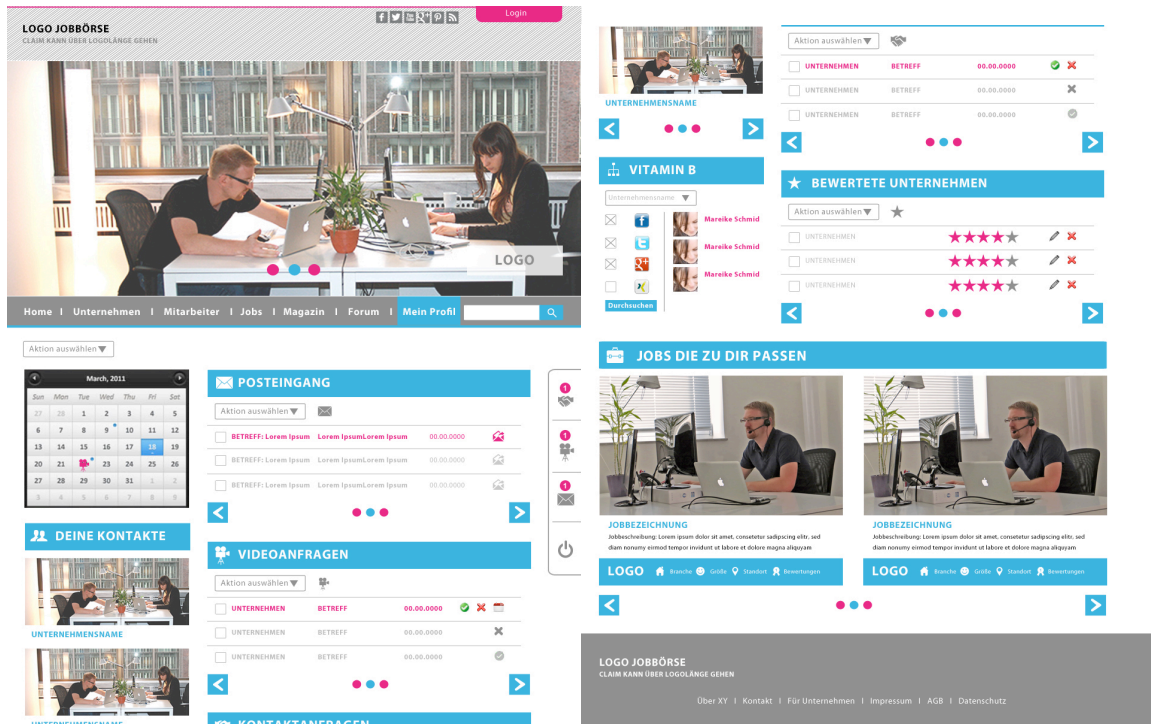 Login
LOGO JOBBÖRSE
CLAIM KANN ÜBER LOGOLÄNGE GEHEN
LOGO
Home I Unternehmen I Mitarbeiter I Jobs I Magazin I Forum I Mein Profil
Aktion auswählen
March, 2011
Sun Mon Tue Wed Thu Fri Sat
27 28 1 2 3 4 5
6 7 8 9 10 11 12
13 14 15 16 17 18 19
20 21 23 24 25 26
27 28 29 30 31 1 2
3 4 5 6 7 8 9
DEINE KONTAKTE
UNTERNEHMENSNAME
UNTERNEHMENSNAME
POSTEINGANG
Aktion auswählen
BETREFF: Lorem Ipsum Lorem IpsumLorem Ipsum 00.00.0000
BETREFF: Lorem Ipsum Lorem IpsumLorem Ipsum 00.00.0000
BETREFF: Lorem Ipsum Lorem IpsumLorem Ipsum 00.00.0000
VIDEOANFRAGEN
Aktion auswählen
UNTERNEHMEN BETREFF 00.00.0000
UNTERNEHMEN BETREFF 00.00.0000
UNTERNEHMEN BETREFF 00.00.0000
KONTAKTANFRAGEN
1
1
1
UNTERNEHMENSNAME
VITAMIN B
Unternehmensname
Mareike Schmid
Mareike Schmid
Mareike Schmid
Durchsuchen
Aktion auswählen
UNTERNEHMEN BETREFF 00.00.0000
UNTERNEHMEN BETREFF 00.00.0000
UNTERNEHMEN BETREFF 00.00.0000
BEWERTETE UNTERNEHMEN
Aktion auswählen
UNTERNEHMEN
UNTERNEHMEN
UNTERNEHMEN
JOBS DIE ZU DIR PASSEN
JOBBEZEICHNUNG
Jobbeschreibung: Lorem ipsum dolor sit amet, consetetur sadipscing elitr, sed
diam nonumy eirmod tempor invidunt ut labore et dolore magna aliquyam
LOGO Branche Größe Standort Bewertungen
JOBBEZEICHNUNG
Jobbeschreibung: Lorem ipsum dolor sit amet, consetetur sadipscing elitr, sed
diam nonumy eirmod tempor invidunt ut labore et dolore magna aliquyam
LOGO Branche Größe Standort Bewertungen
LOGO JOBBÖRSE
CLAIM KANN ÜBER LOGOLÄNGE GEHEN
Über XY I Kontakt I Für Unternehmen I Impressum I AGB I Datenschutz